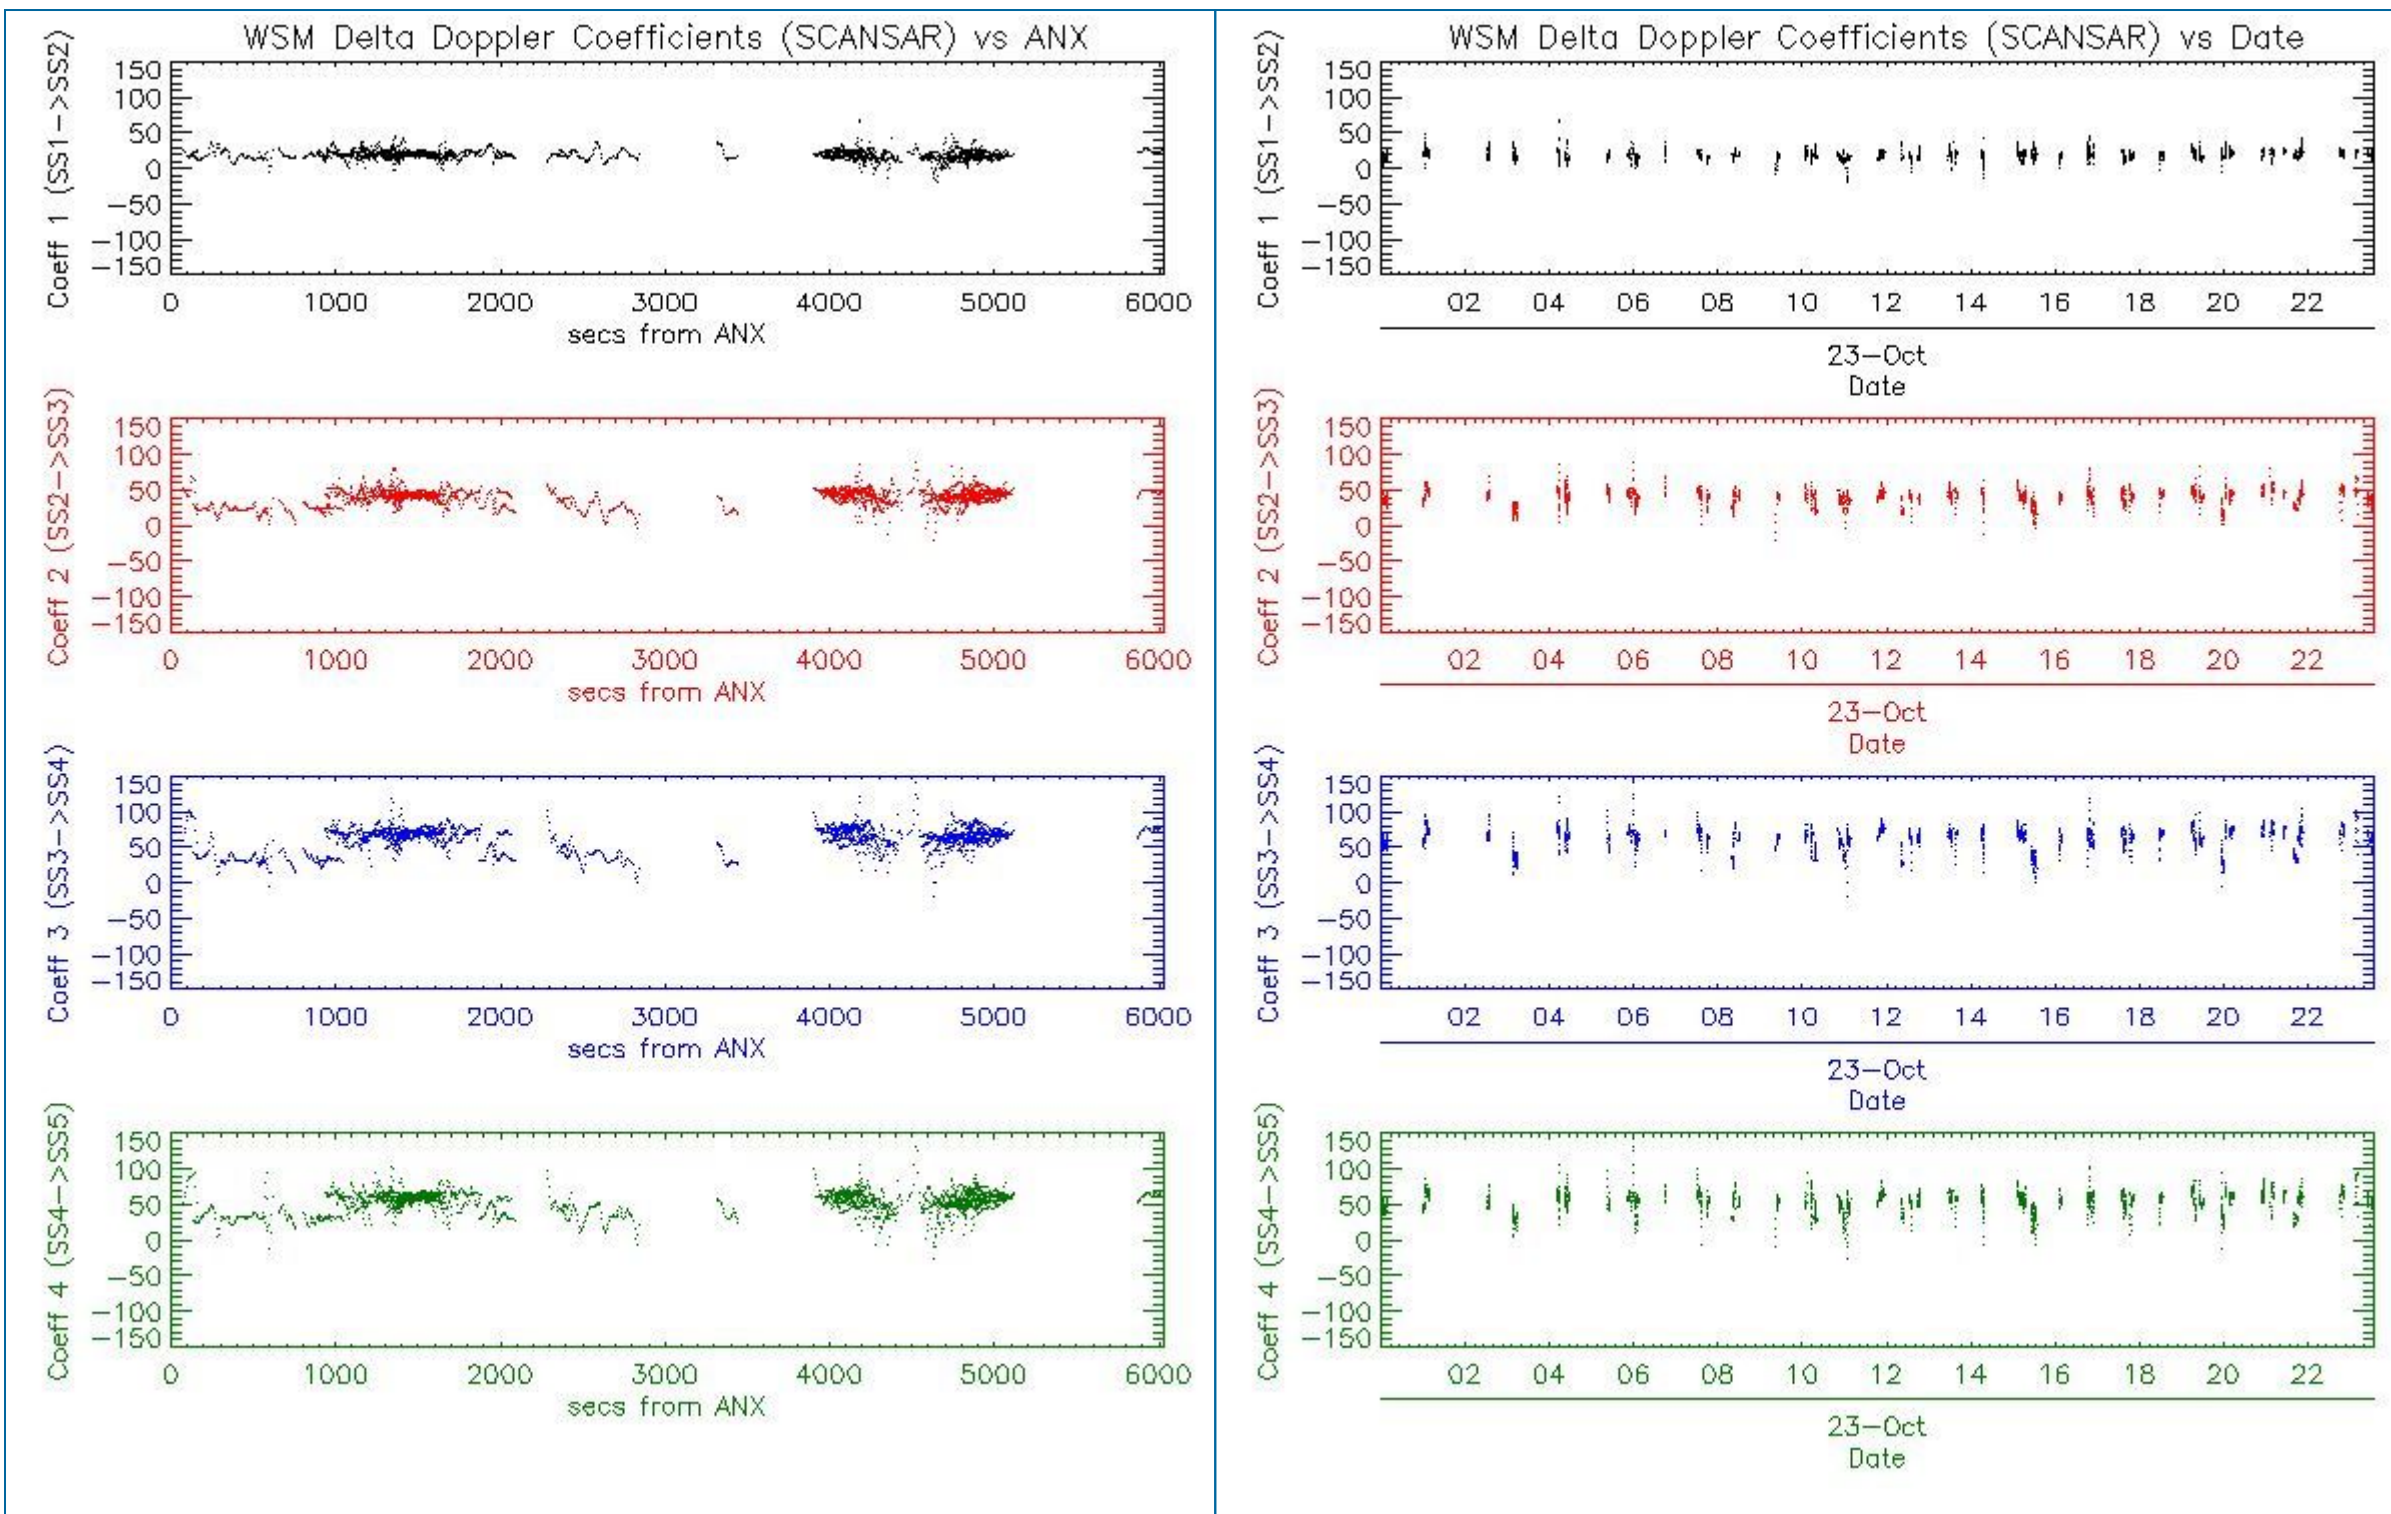 WSM Delta Doppler Coefficients (SCANSAR) vs ANX
Coeff 1 (SS1->SS2)
150
100
50
0
-50
-100
-150
0 1000 2000 3000 4000 5000 6000
secs from ANX
Coeff 2 (SS2->SS3)
150
100
50
0
-50
-100
-150
0 1000 2000 3000 4000 5000 6000
secs from ANX
Coeff 3 (SS3->SS4)
150
100
50
0
-50
-100
-150
0 1000 2000 3000 4000 5000 6000
secs from ANX
Coeff 4 (SS4->SS5)
150
100
50
0
-50
-100
-150
0 1000 2000 3000 4000 5000 6000
secs from ANX
WSM Delta Doppler Coefficients (SCANSAR) vs Date
Coeff 1 (SS1->SS2)
150
100
50
0
-50
-100
-150
02 04 06 08 10 12 14 16 18 20 22
23-Oct
Date
Coeff 2 (SS2->SS3)
150
100
50
0
-50
-100
-150
02 04 06 08 10 12 14 16 18 20 22
23-Oct
Date
Coeff 3 (SS3->SS4)
150
100
50
0
-50
-100
-150
02 04 06 08 10 12 14 16 18 20 22
23-Oct
Date
Coeff 4 (SS4->SS5)
150
100
50
0
-50
-100
-150
02 04 06 08 10 12 14 16 18 20 22
23-Oct
Date